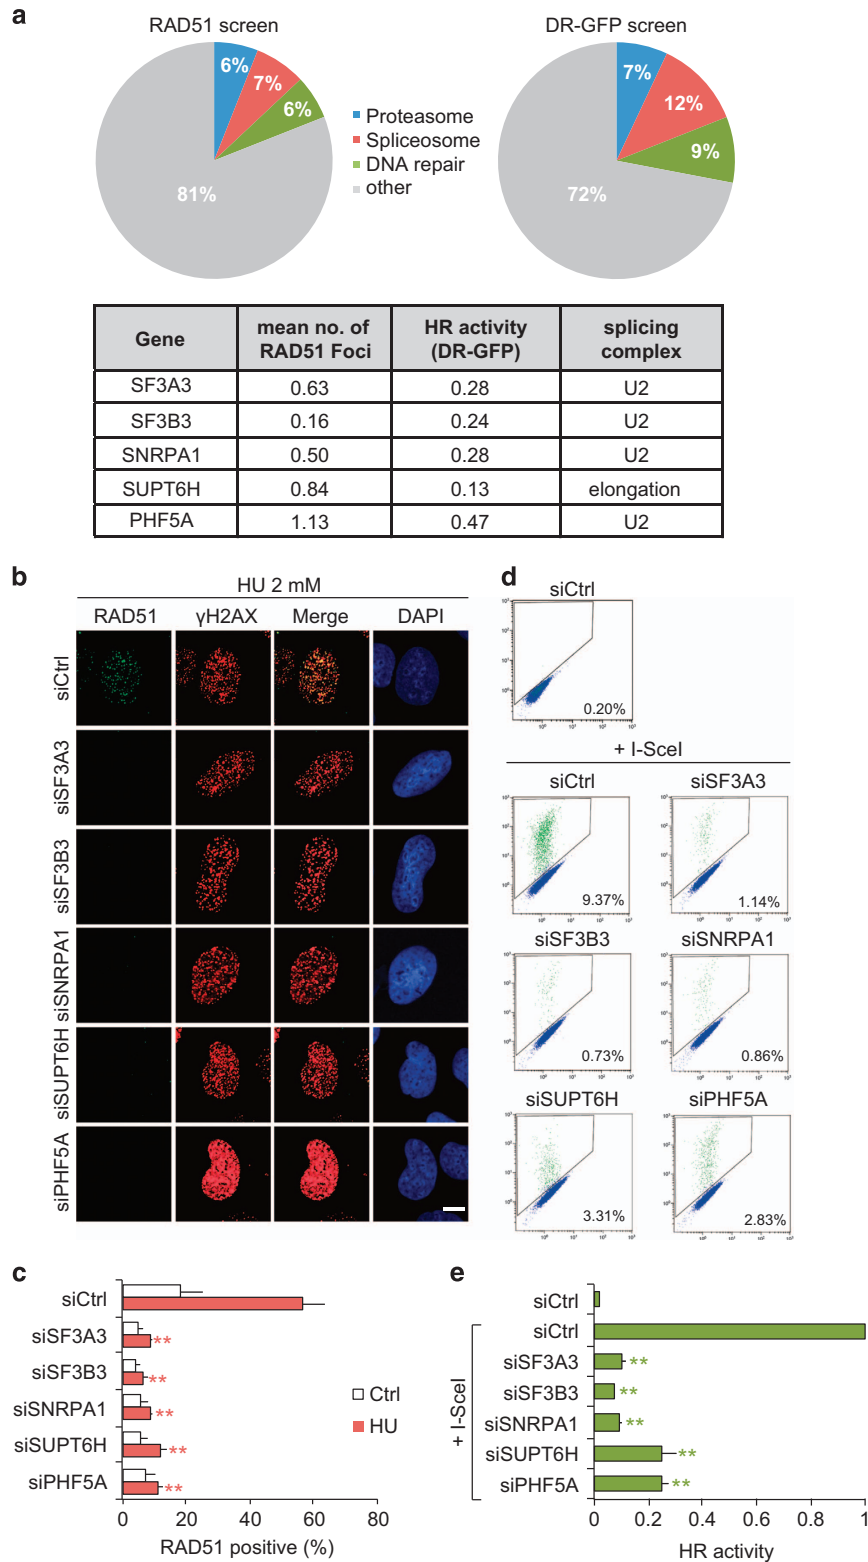 a
RAD51 screen
DR-GFP screen
6%
7%
6%
81%
Proteasome
Spliceosome
DNA repair
other
7%
12%
9%
72%
Gene mean no. of RAD51 Foci HR activity (DR-GFP) splicing complex
SF3A3 0.63 0.28 U2
SF3B3 0.16 0.24 U2
SNRPA1 0.50 0.28 U2
SUPT6H 0.84 0.13 elongation
PHF5A 1.13 0.47 U2
b
HU 2 mM
RAD51 γH2AX Merge DAPI
siCtrl
siSF3A3
siSF3B3
siSNRPA1
siSUPT6H
siPHF5A
d
siCtrl
0.20%
+ I-SceI
siCtrl siSF3A3
9.37% 1.14%
siSF3B3 siSNRPA1
0.73% 0.86%
siSUPT6H siPHF5A
3.31% 2.83%
c
siCtrl
siSF3A3 **
siSF3B3 **
siSNRPA1 **
siSUPT6H **
siPHF5A **
Ctrl
HU
0 20 40 60 80
RAD51 positive (%)
e
siCtrl
+ I-SceI
siCtrl
siSF3A3 **
siSF3B3 **
siSNRPA1 **
siSUPT6H **
siPHF5A **
0 0.2 0.4 0.6 0.8 1
HR activity